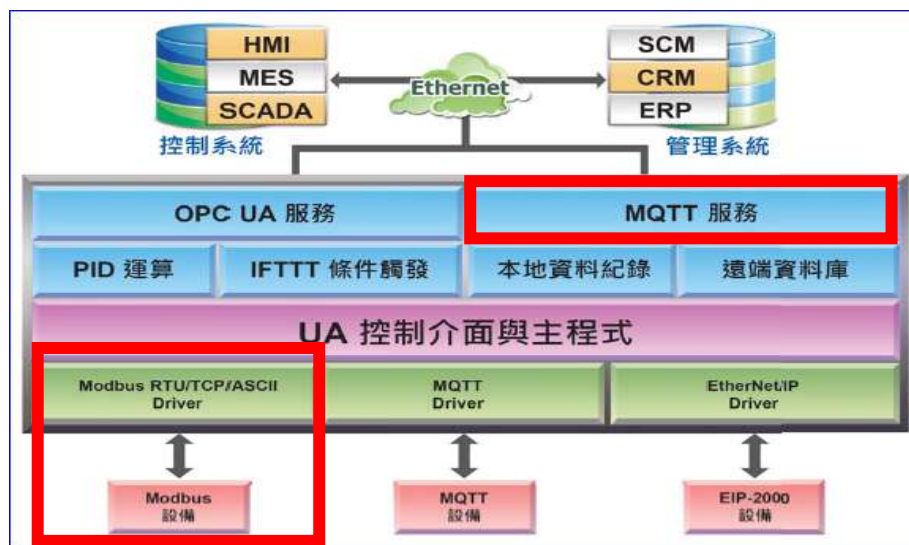 HMI
MES
SCADA
控制系統
Ethernet
SCM
CRM
ERP
管理系統
OPC UA 服務
MQTT 服務
PID 運算
IFTTT 條件觸發
本地資料紀錄
遠端資料庫
UA 控制介面與主程式
Modbus RTU/TCP/ASCII
Driver
MQTT
Driver
EtherNet/IP
Driver
Modbus
設備
MQTT
設備
EIP-2000
設備